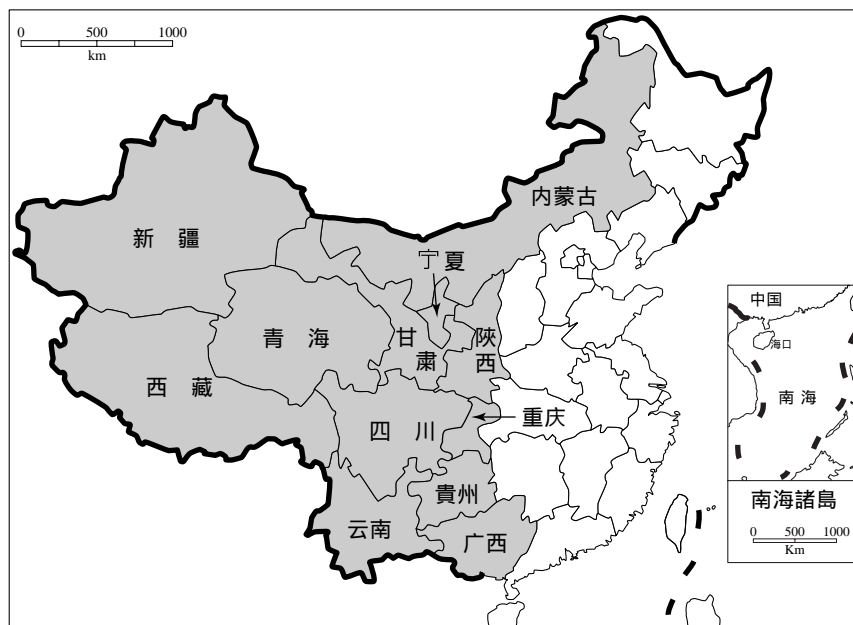 0 500 1000
km
内蒙古
新 疆
宁夏
中国
青 海
甘
肃
陝
西
海口
西 藏
南 海
四 川
重庆
貴州
南海諸島
云南
广西
0 500 1000
Km